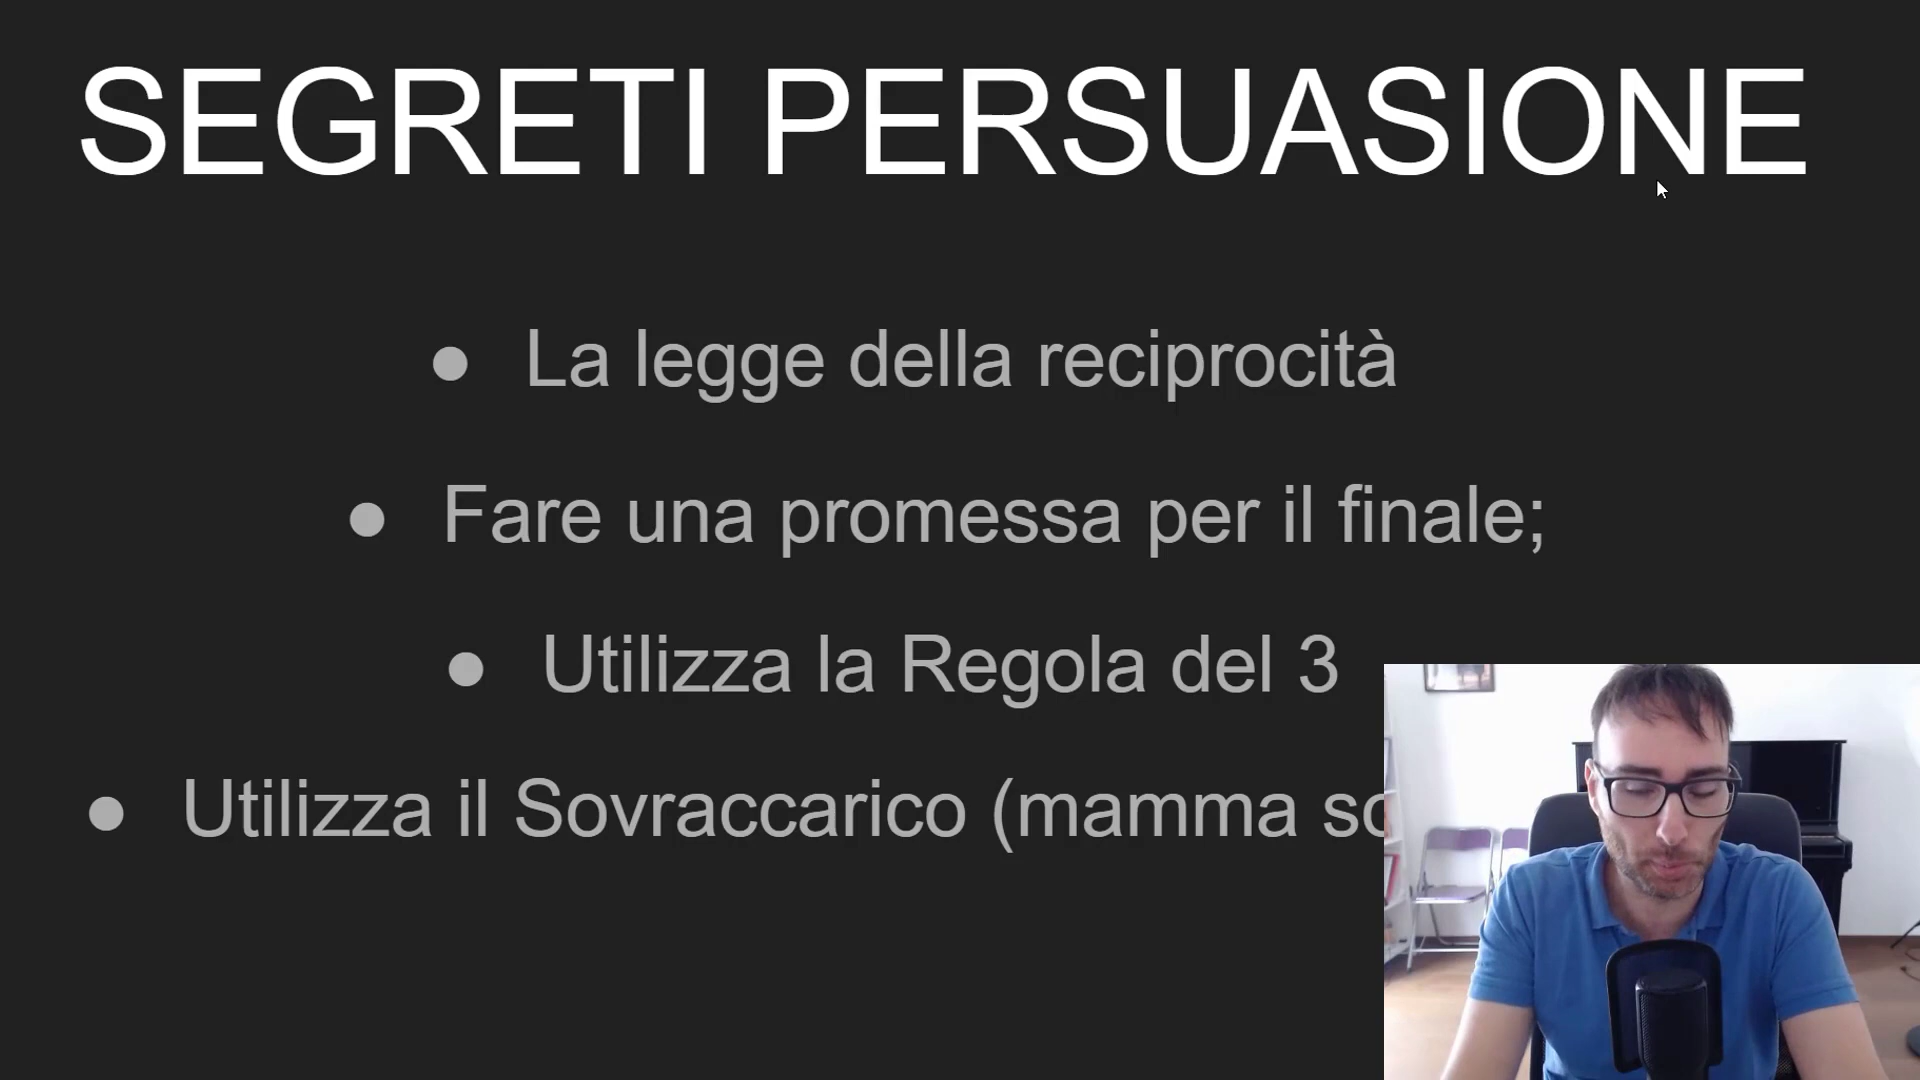 SEGRETI PERSUASIONE
● La legge della reciprocità
● Fare una promessa per il finale;
● Utilizza la Regola del 3
● Utilizza il Sovraccarico (mamma